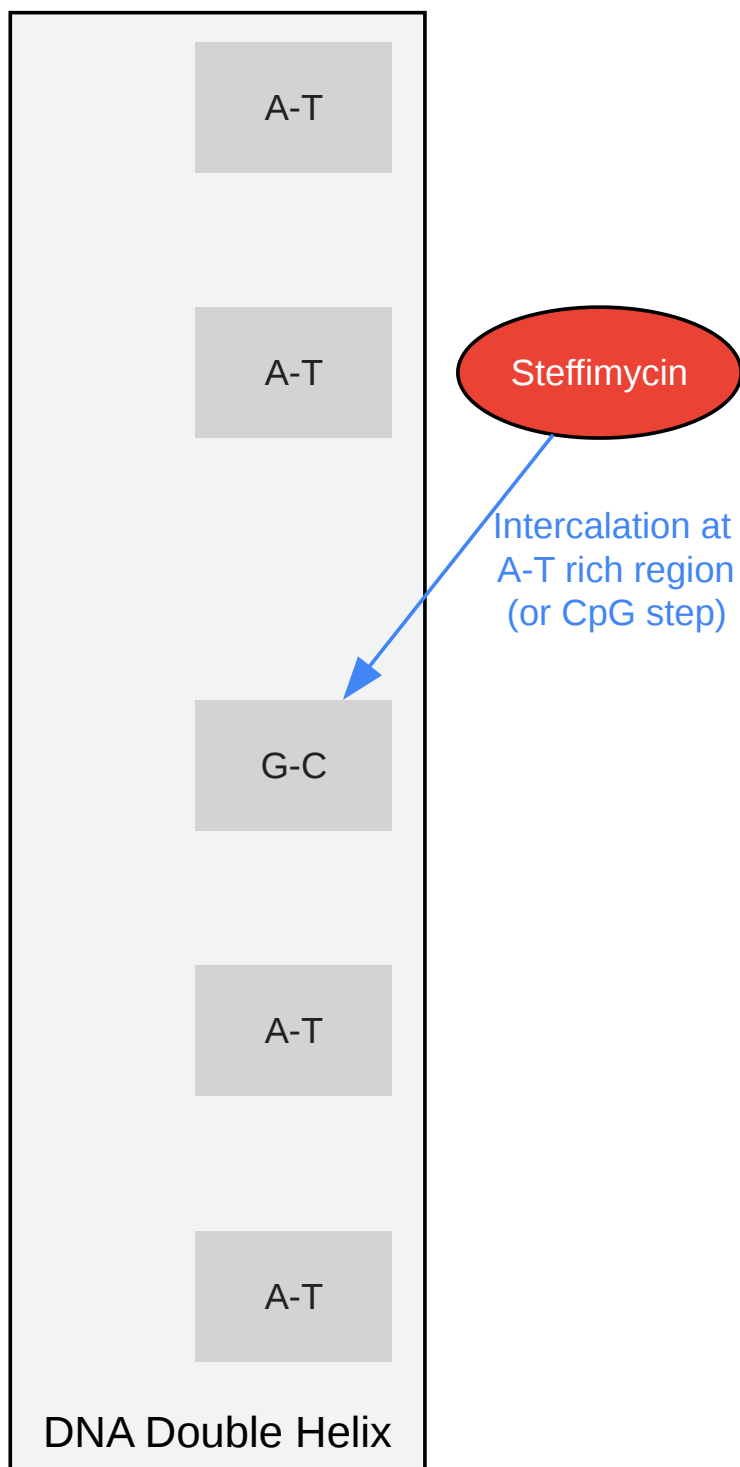 A-T
A-T
Steffimycin
Intercalation at
A-T rich region
(or CpG step)
G-C
A-T
A-T
DNA Double Helix